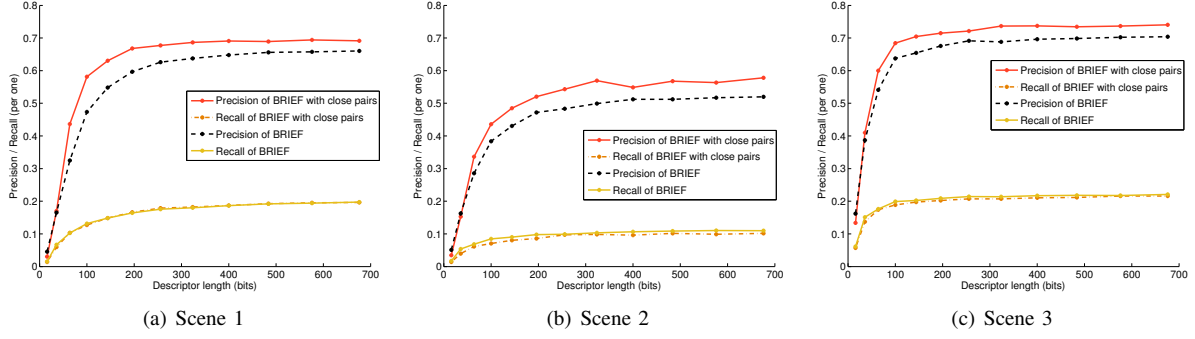 0.8
0.7
0.6
0.5
0.4
0.3
0.2
0.1
0
Precision / Recall (per one)
Precision of BRIEF with close pairs
Recall of BRIEF with close pairs
Precision of BRIEF
Recall of BRIEF
0 100 200 300 400 500 600 700
Descriptor length (bits)
(a) Scene 1
0.8
0.7
0.6
0.5
0.4
0.3
0.2
0.1
0
Precision / Recall (per one)
Precision of BRIEF with close pairs
Recall of BRIEF with close pairs
Precision of BRIEF
Recall of BRIEF
0 100 200 300 400 500 600 700
Descriptor length (bits)
(b) Scene 2
0.8
0.7
0.6
0.5
0.4
0.3
0.2
0.1
0
Precision / Recall (per one)
Precision of BRIEF with close pairs
Recall of BRIEF with close pairs
Precision of BRIEF
Recall of BRIEF
0 100 200 300 400 500 600 700
Descriptor length (bits)
(c) Scene 3